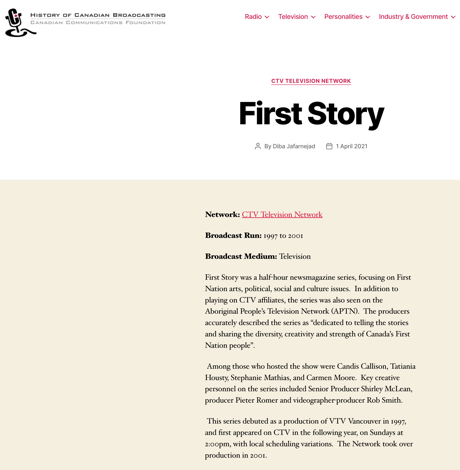 History of Canadian Broadcasting
Canadian Communications Foundation
Radio Television Personalities Industry & Government
CTV TELEVISION NETWORK
First Story
By Diba Jafarnejad 1 April 2021
Network: CTV Television Network
Broadcast Run: 1997 to 2001
Broadcast Medium: Television
First Story was a half-hour newsmagazine series, focusing on First
Nation arts, political, social and culture issues. In addition to
playing on CTV affiliates, the series was also seen on the
Aboriginal People's Television Network (APTN). The producers
accurately described the series as "dedicated to telling the stories
and sharing the diversity, creativity and strength of Canada's First
Nation people".
Among those who hosted the show were Candis Callison, Tatiania
Housty, Stephanie Mathias, and Carmen Moore. Key creative
personnel on the series included Senior Producer Shirley McLean,
producer Pieter Romer and videographer-producer Rob Smith.
This series debuted as a production of VTV Vancouver in 1997,
and first appeared on CTV in the following year, on Sundays at
2:00pm, with local scheduling variations. The Network took over
production in 2001.